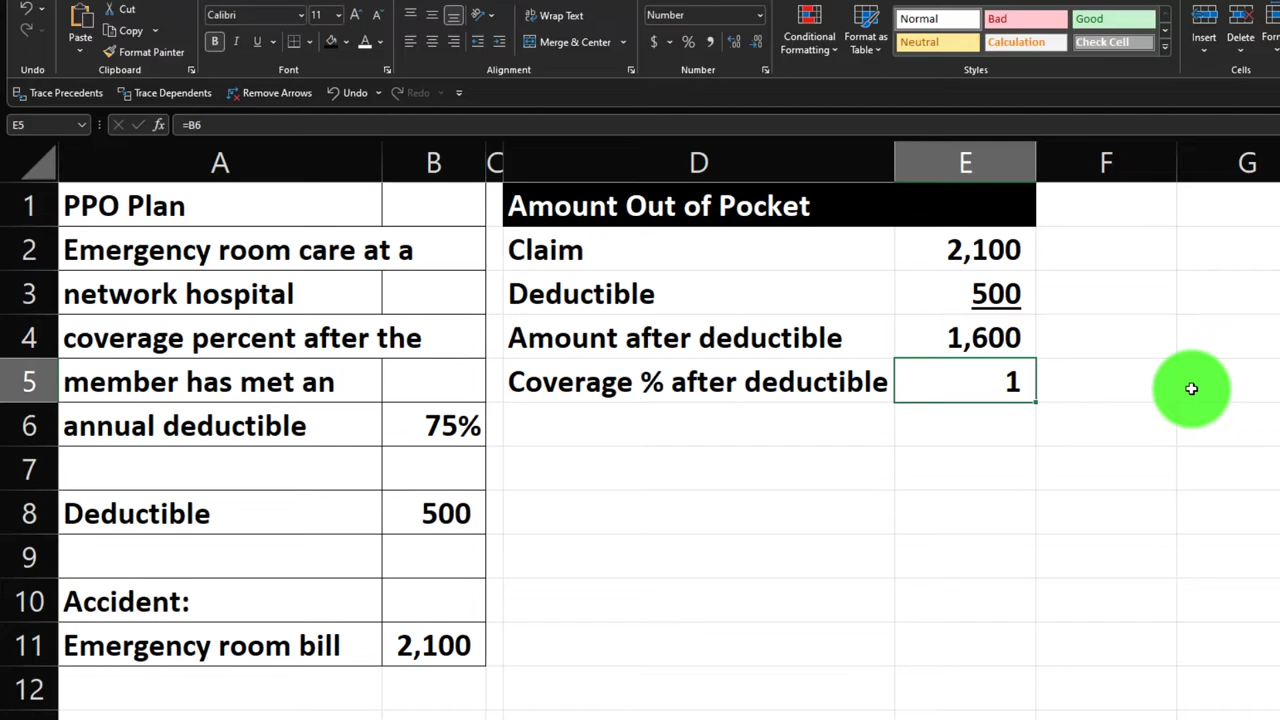 Cut
Copy
Format Painter
Paste
Undo
Clipboard
Calibri 11
B I U
Font
Wrap Text
Merge & Center
Alignment
Number
$ %
Number
Conditional Formatting
Format as Table
Normal Bad Good
Neutral Calculation Check Cell
Styles
Insert Delete
Cells
Trace Precedents Trace Dependents Remove Arrows Undo Redo
E5 fx =B6
A B C D E F G
1 PPO Plan Amount Out of Pocket
2 Emergency room care at a Claim 2,100
3 network hospital Deductible 500
4 coverage percent after the Amount after deductible 1,600
5 member has met an Coverage % after deductible 1
6 annual deductible 75%
7
8 Deductible 500
9
10 Accident:
11 Emergency room bill 2,100
12